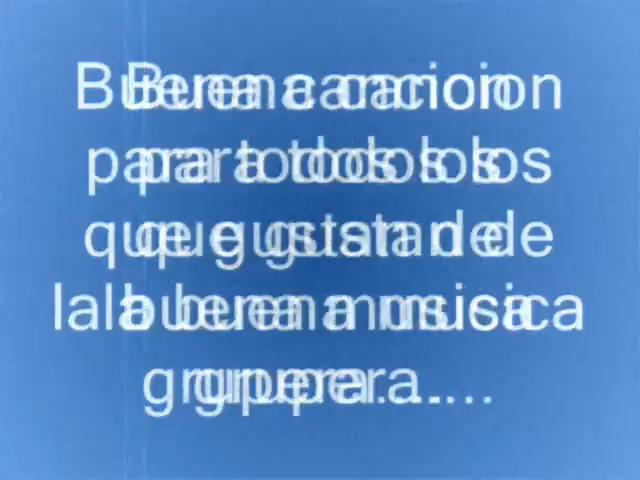 Buena cancion
para todos los
que gustan de
la buena musica
grupera......